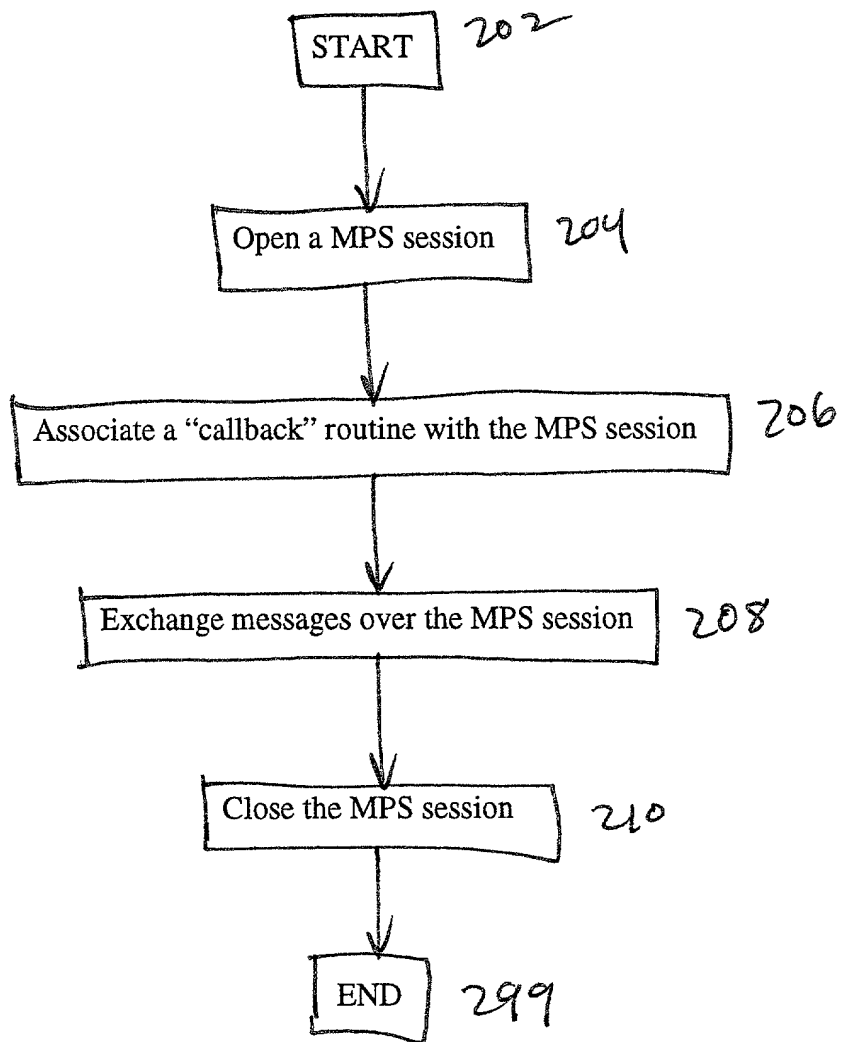 START 202
Open a MPS session 204
Associate a “callback” routine with the MPS session 206
Exchange messages over the MPS session 208
Close the MPS session 210
END 299